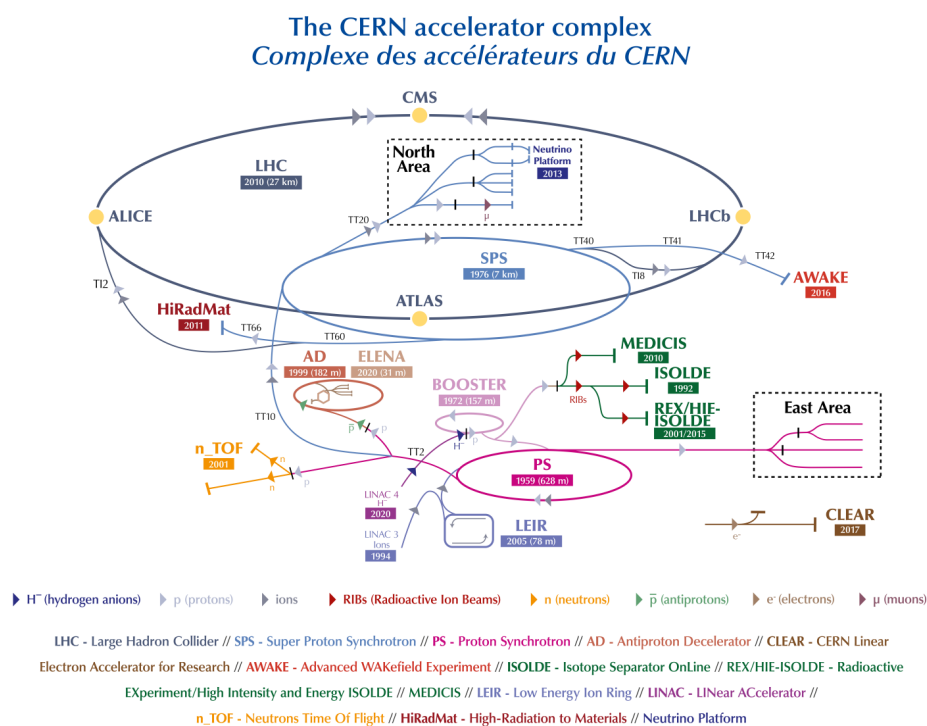 The CERN accelerator complex
Complexe des accélérateurs du CERN
CMS
North
Area
Neutrino
Platform
2013
LHC
2010 (27 km)
μ
TT20
ALICE
LHCb
TT40
TT41
TT42
SPS
1976 (7 km)
TI8
TI2
AWAKE
2016
HiRadMat
2011
ATLAS
TT66
TT60
AD
1999 (182 m)
ELENA
2020 (31 m)
MEDICIS
2010
BOOSTER
1972 (157 m)
ISOLDE
1992
RIBs
REX/HIE-
ISOLDE
2001/2015
East Area
TT10
p̅
p
H⁻
p
n_TOF
2001
n
n
p
TT2
PS
1959 (628 m)
LINAC 4
H⁻
2020
CLEAR
2017
e⁻
LEIR
2005 (78 m)
LINAC 3
Ions
1994
H⁻ (hydrogen anions)
p (protons)
ions
RIBs (Radioactive Ion Beams)
n (neutrons)
p̅ (antiprotons)
e⁻ (electrons)
μ (muons)
LHC - Large Hadron Collider // SPS - Super Proton Synchrotron // PS - Proton Synchrotron // AD - Antiproton Decelerator // CLEAR - CERN Linear
Electron Accelerator for Research // AWAKE - Advanced WAKefield Experiment // ISOLDE - Isotope Separator OnLine // REX/HIE-ISOLDE - Radioactive
EXperiment/High Intensity and Energy ISOLDE // MEDICIS // LEIR - Low Energy Ion Ring // LINAC - LINear ACcelerator //
n_TOF - Neutrons Time Of Flight // HiRadMat - High-Radiation to Materials // Neutrino Platform